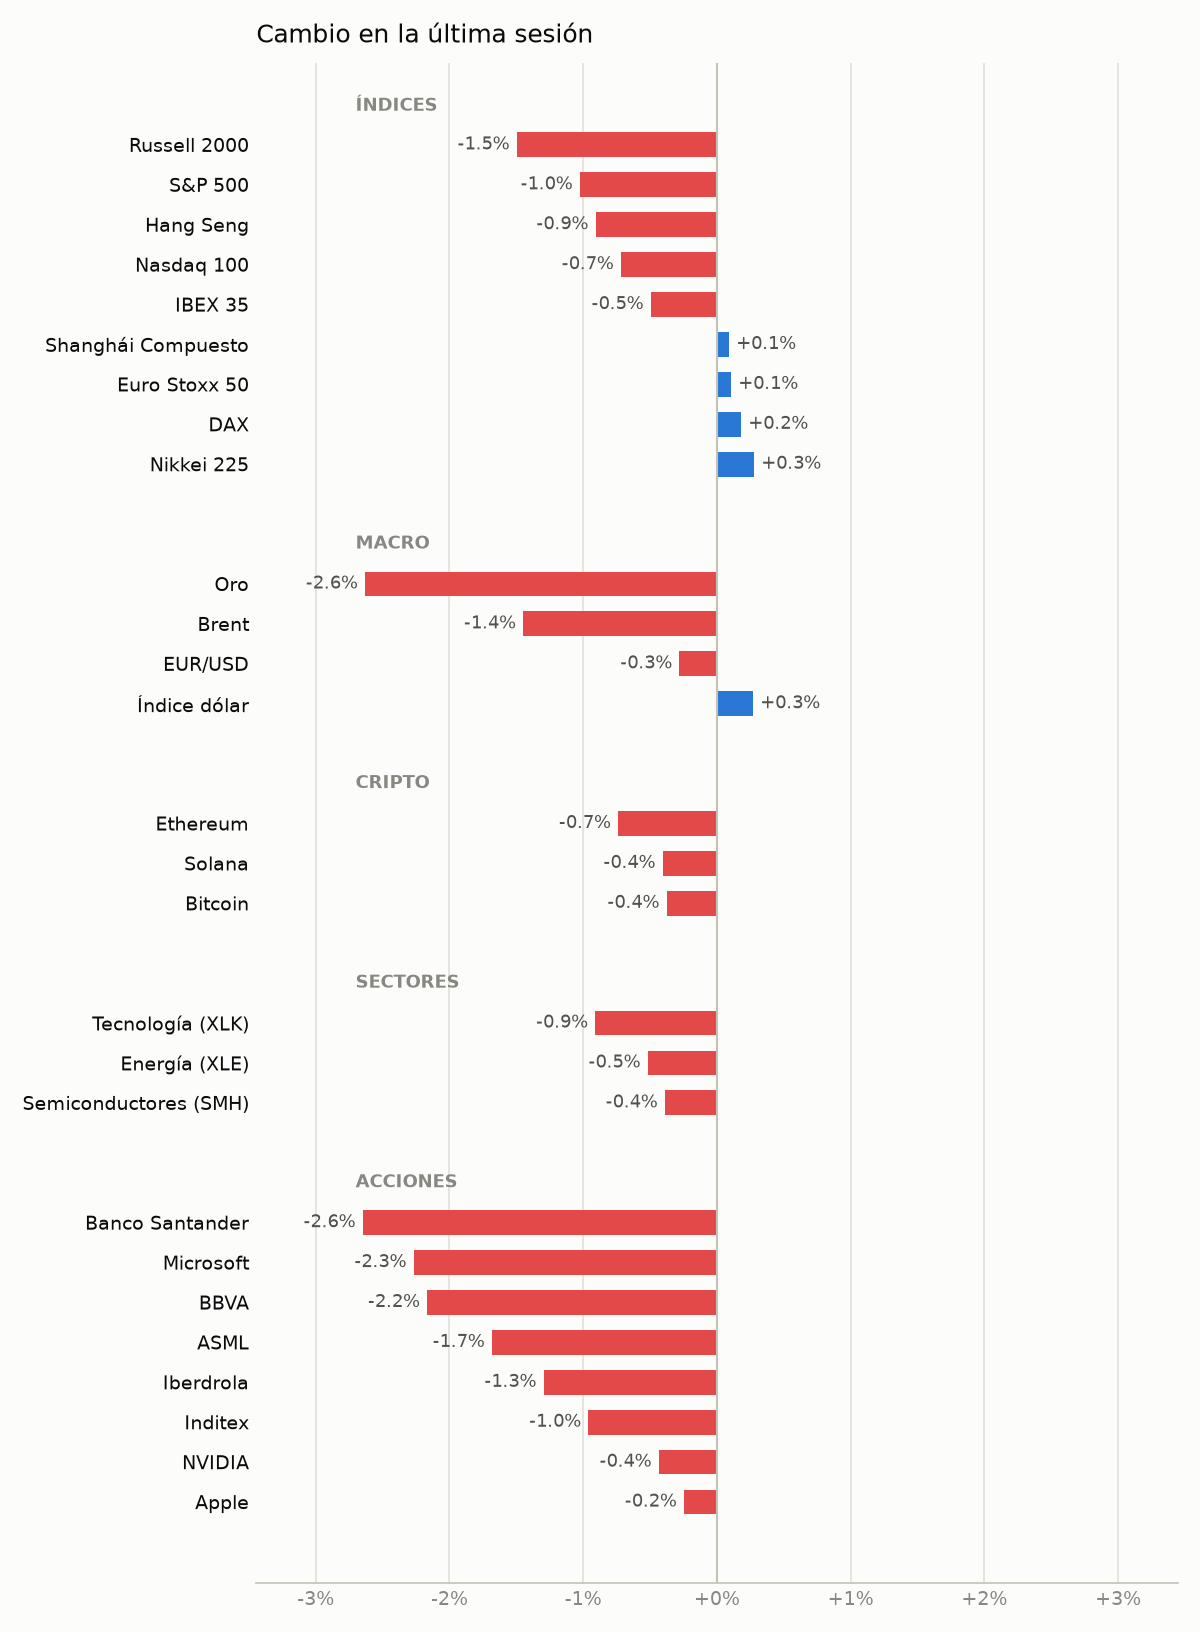 Cambio en la última sesión
ÍNDICES
Russell 2000 -1.5%
S&P 500 -1.0%
Hang Seng -0.9%
Nasdaq 100 -0.7%
IBEX 35 -0.5%
Shanghái Compuesto +0.1%
Euro Stoxx 50 +0.1%
DAX +0.2%
Nikkei 225 +0.3%
MACRO
Oro -2.6%
Brent -1.4%
EUR/USD -0.3%
Índice dólar +0.3%
CRIPTO
Ethereum -0.7%
Solana -0.4%
Bitcoin -0.4%
SECTORES
Tecnología (XLK) -0.9%
Energía (XLE) -0.5%
Semiconductores (SMH) -0.4%
ACCIONES
Banco Santander -2.6%
Microsoft -2.3%
BBVA -2.2%
ASML -1.7%
Iberdrola -1.3%
Inditex -1.0%
NVIDIA -0.4%
Apple -0.2%
-3% -2% -1% +0% +1% +2% +3%